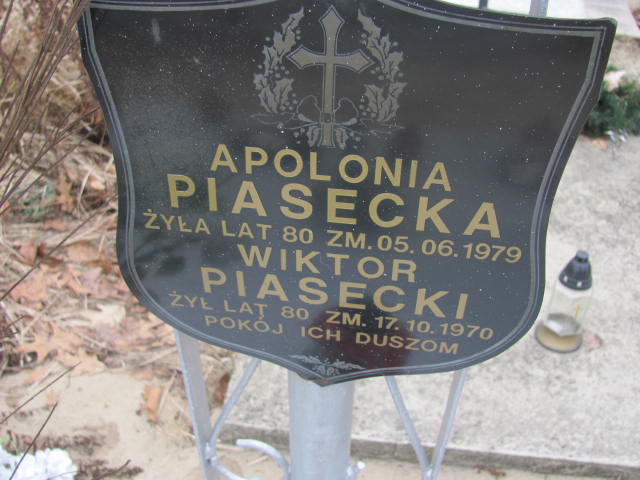 APOLONIA
PIASECKA
ŻYŁA LAT 80 ZM. 05. 06. 1979
WIKTOR
PIASECKI
ŻYŁ LAT 80 ZM. 17. 10. 1970
POKÓJ ICH DUSZOM